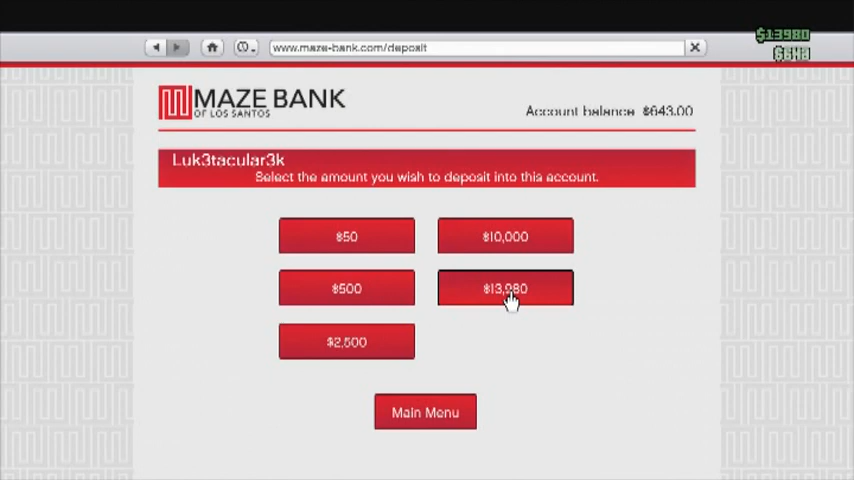 $13980
$643
www.maze-bank.com/deposit
MAZE BANK
OF LOS SANTOS
Account balance $643.00
Luk3tacular3k
Select the amount you wish to deposit into this account.
$50
$10,000
$500
$13,980
$2,500
Main Menu